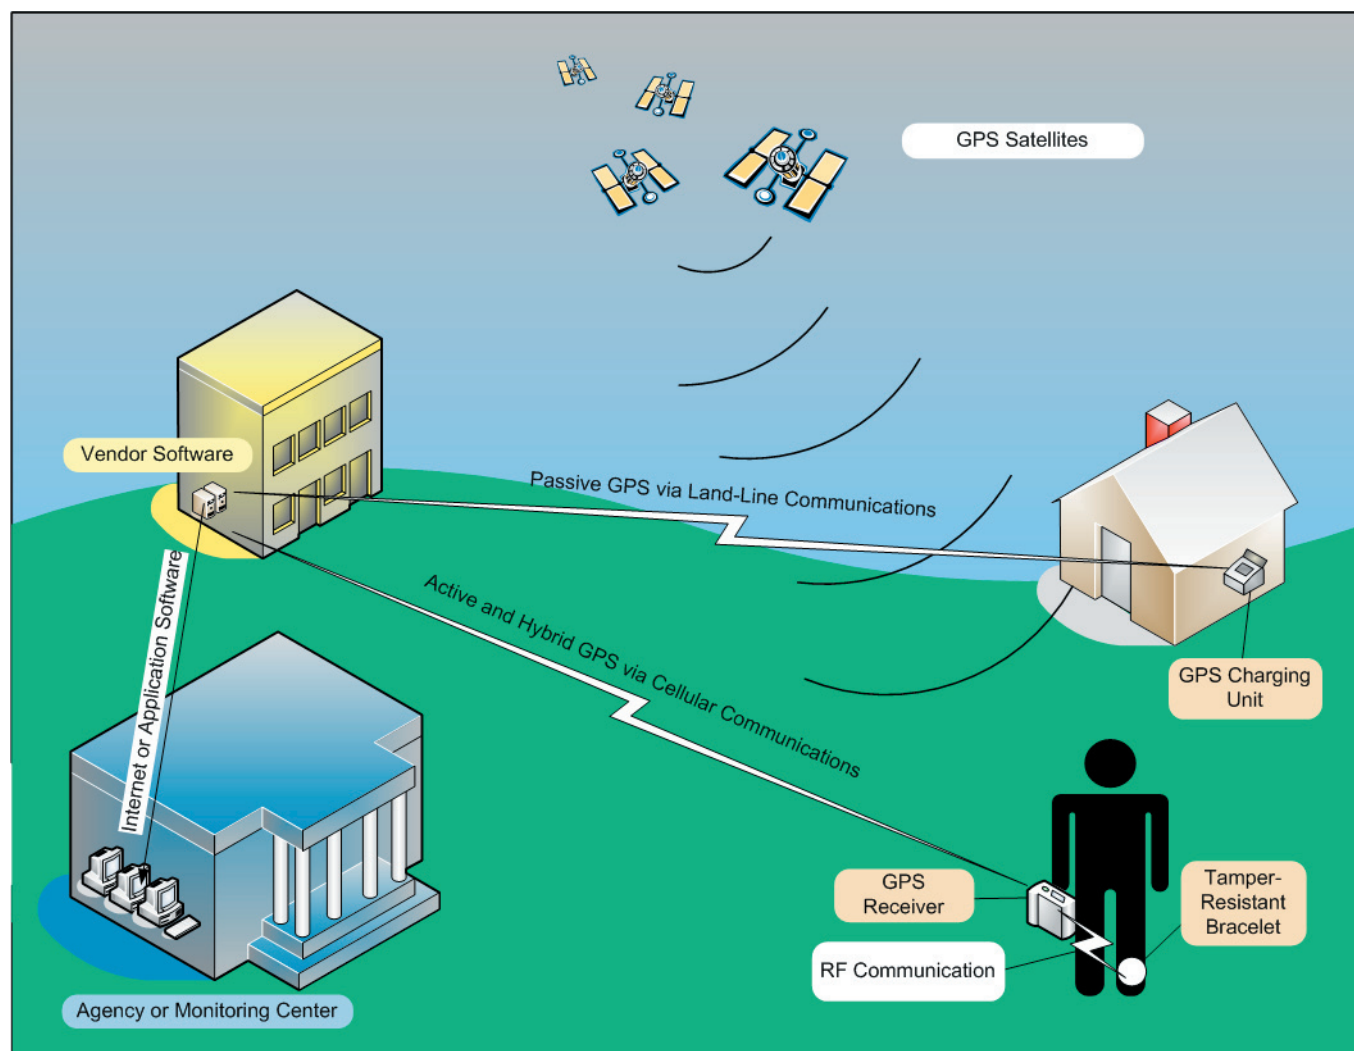 GPS Satellites
Vendor Software
Passive GPS via Land-Line Communications
Active and Hybrid GPS via Cellular Communications
Internet or Application Software
GPS Charging
Unit
GPS
Receiver
Tamper-
Resistant
Bracelet
RF Communication
Agency or Monitoring Center